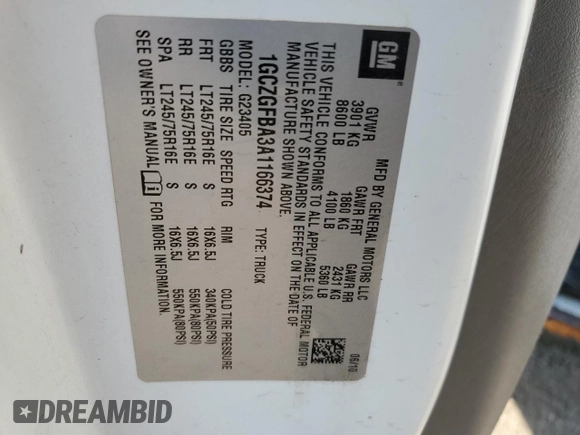 GM
MFD BY GENERAL MOTORS LLC
GVWR GAWR FRT GAWR RR
3901 KG 1860 KG 2431 KG
8600 LB 4100 LB 5360 LB
06/10
THIS VEHICLE CONFORMS TO ALL APPLICABLE U.S. FEDERAL MOTOR
VEHICLE SAFETY STANDARDS IN EFFECT ON THE DATE OF
MANUFACTURE SHOWN ABOVE.
1GCZGFBA3A1166374 TYPE: TRUCK
MODEL: G23405
GBBS TIRE SIZE SPEED RTG RIM COLD TIRE PRESSURE
FRT LT245/75R16E S 16X6.5J 340KPA(50PSI)
RR LT245/75R16E S 16X6.5J 550KPA(80PSI)
SPA LT245/75R16E S 16X6.5J 550KPA(80PSI)
SEE OWNER'S MANUAL FOR MORE INFORMATION.
DREAMBID